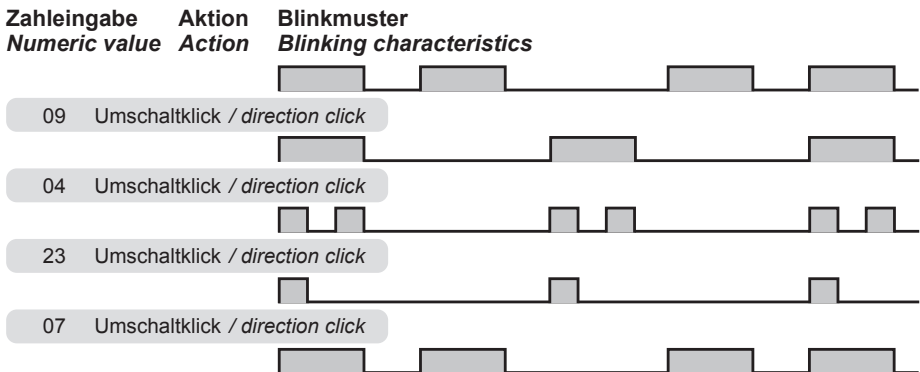 Zahleingabe Aktion Blinkmuster
Numeric value Action Blinking characteristics
09 Umschaltklick / direction click
04 Umschaltklick / direction click
23 Umschaltklick / direction click
07 Umschaltklick / direction click